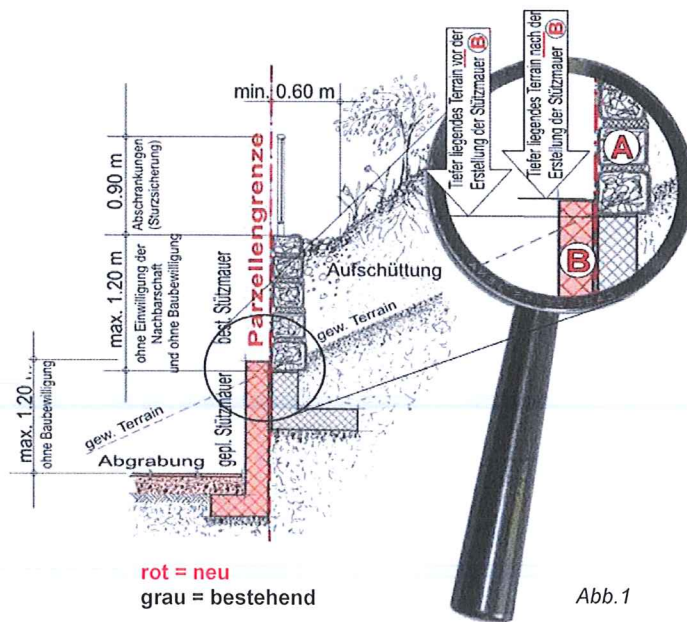 min. 0.60 m
0.90 m
Abschrankungen
(Sturzsicherung)
max. 1.20 m
ohne Einwilligung der
Nachbarschaft
und ohne Baubewilligung
max. 1.20
ohne Baubewilligung
best. Stützmauer
gepl. Stützmauer
Parzellengrenze
Aufschüttung
gew. Terrain
gew. Terrain
Abgrabung
Tiefer liegendes Terrain vor der
Erstellung der Stützmauer B
Tiefer liegendes Terrain nach der
Erstellung der Stützmauer B
A
B
rot = neu
grau = bestehend
Abb.1